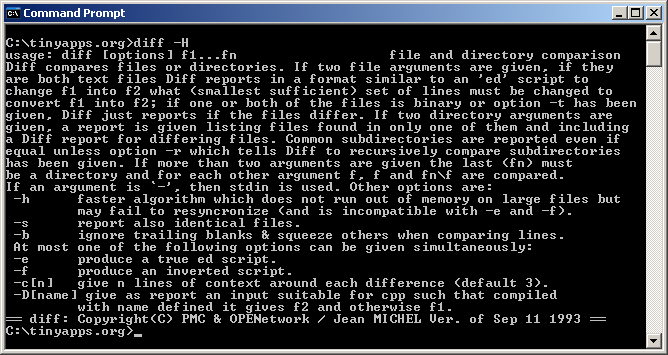 Command Prompt
C:\tinyapps.org>diff -H
usage: diff [options] f1...fn                 file and directory comparison
Diff compares files or directories. If two file arguments are given, if they
are both text files Diff reports in a format similar to an 'ed' script to
change f1 into f2 what (smallest sufficient) set of lines must be changed to
convert f1 into f2; if one or both of the files is binary or option -t has been
given, Diff just reports if the files differ. If two directory arguments are
given, a report is given listing files found in only one of them and including
a Diff report for differing files. Common subdirectories are reported even if
equal unless option -r which tells Diff to recursively compare subdirectories
has been given. If more than two arguments are given the last (fn) must
be a directory and for each other argument f, f and fn\f are compared.
If an argument is `-', then stdin is used. Other options are:
-h      faster algorithm which does not run out of memory on large files but
        may fail to resyncronize (and is incompatible with -e and -f).
-s      report also identical files.
-b      ignore trailing blanks & squeeze others when comparing lines.
At most one of the following options can be given simultaneously:
-e      produce a true ed script.
-f      produce an inverted script.
-c[n]   give n lines of context around each difference (default 3).
-D[name] give as report an input suitable for cpp such that compiled
        with name defined it gives f2 and otherwise f1.
== diff: Copyright(C) PMC & OPENetwork / Jean MICHEL Ver. of Sep 11 1993 ==
C:\tinyapps.org>_